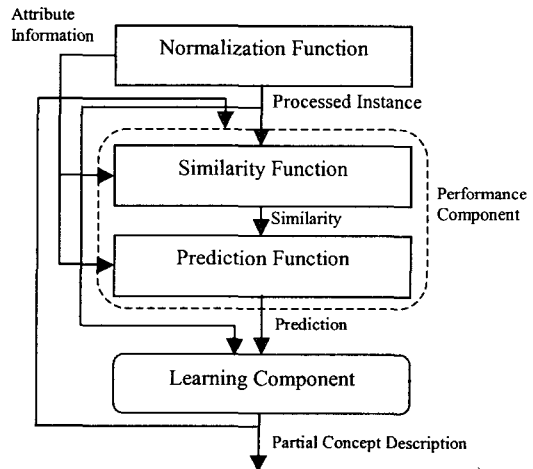 Attribute
Information
Normalization Function
Processed Instance
Similarity Function
Similarity
Performance
Component
Prediction Function
Prediction
Learning Component
Partial Concept Description